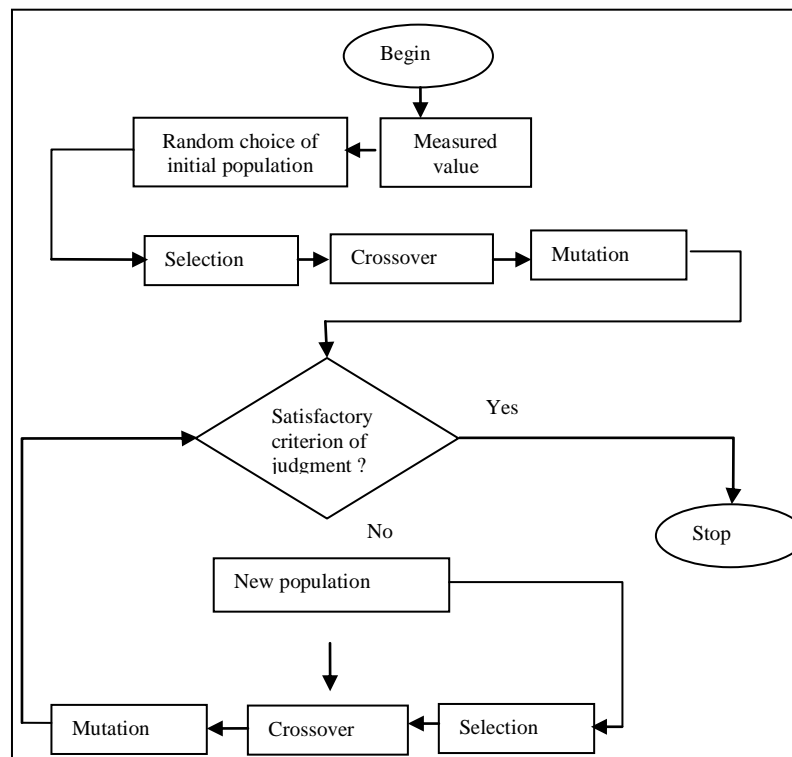 Begin
Random choice of
initial population
Measured
value
Selection
Crossover
Mutation
Satisfactory
criterion of
judgment ?
Yes
No
Stop
New population
Mutation
Crossover
Selection